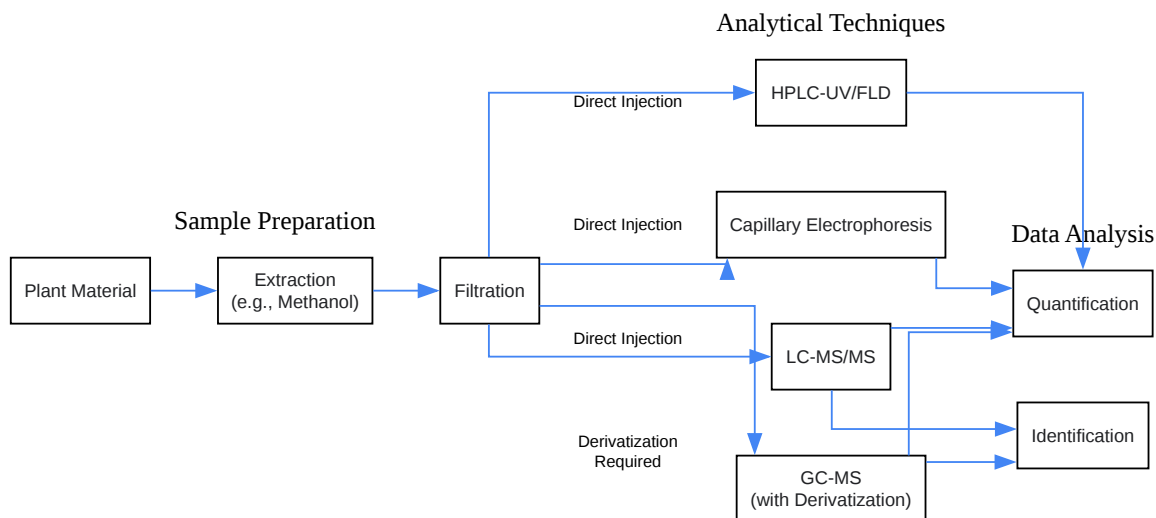 Analytical Techniques
HPLC-UV/FLD
Direct Injection
Sample Preparation
Direct Injection
Capillary Electrophoresis
Data Analysis
Plant Material
Extraction
(e.g., Methanol)
Filtration
Quantification
Direct Injection
LC-MS/MS
Derivatization
Required
Identification
GC-MS
(with Derivatization)